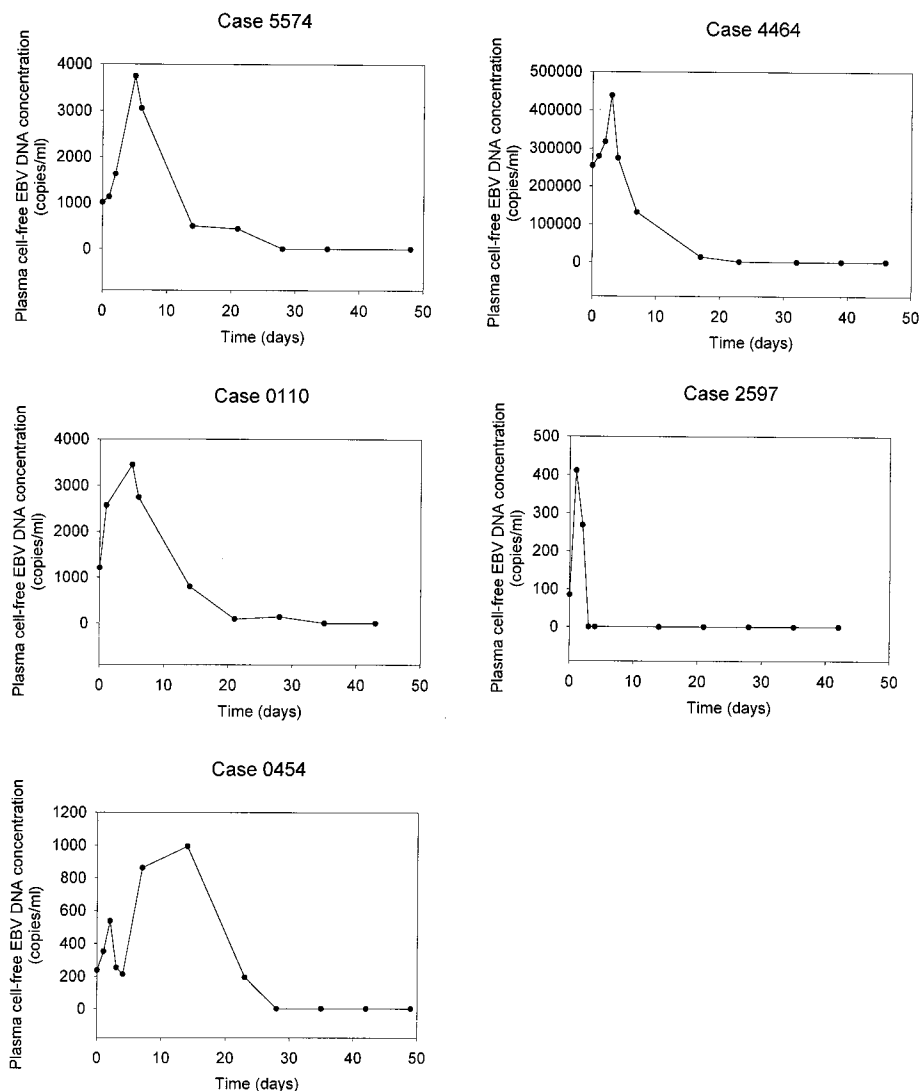 Case 5574
Plasma cell-free EBV DNA concentration
(copies/ml)
4000
3000
2000
1000
0
0 10 20 30 40 50
Time (days)
Case 4464
Plasma cell-free EBV DNA concentration
(copies/ml)
500000
400000
300000
200000
100000
0
0 10 20 30 40 50
Time (days)
Case 0110
Plasma cell-free EBV DNA concentration
(copies/ml)
4000
3000
2000
1000
0
0 10 20 30 40 50
Time (days)
Case 2597
Plasma cell-free EBV DNA concentration
(copies/ml)
500
400
300
200
100
0
0 10 20 30 40 50
Time (days)
Case 0454
Plasma cell-free EBV DNA concentration
(copies/ml)
1200
1000
800
600
400
200
0
0 10 20 30 40 50
Time (days)